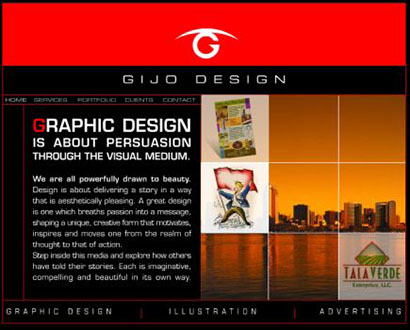 G
GIJO DESIGN
HOME SERVICES PORTFOLIO CLIENTS CONTACT
GRAPHIC DESIGN
IS ABOUT PERSUASION
THROUGH THE VISUAL MEDIUM.
We are all powerfully drawn to beauty.
Design is about delivering a story in a way
that is aesthetically pleasing. A great design
is one which breaths passion into a message,
shaping a unique, creative form that motivates,
inspires and moves one from the realm of
thought to that of action.
Step inside this media and explore how others
have told their stories. Each is imaginative,
compelling and beautiful in its own way.
TALAVERDE
Enterprises, LLC.
GRAPHIC DESIGN | ILLUSTRATION | ADVERTISING